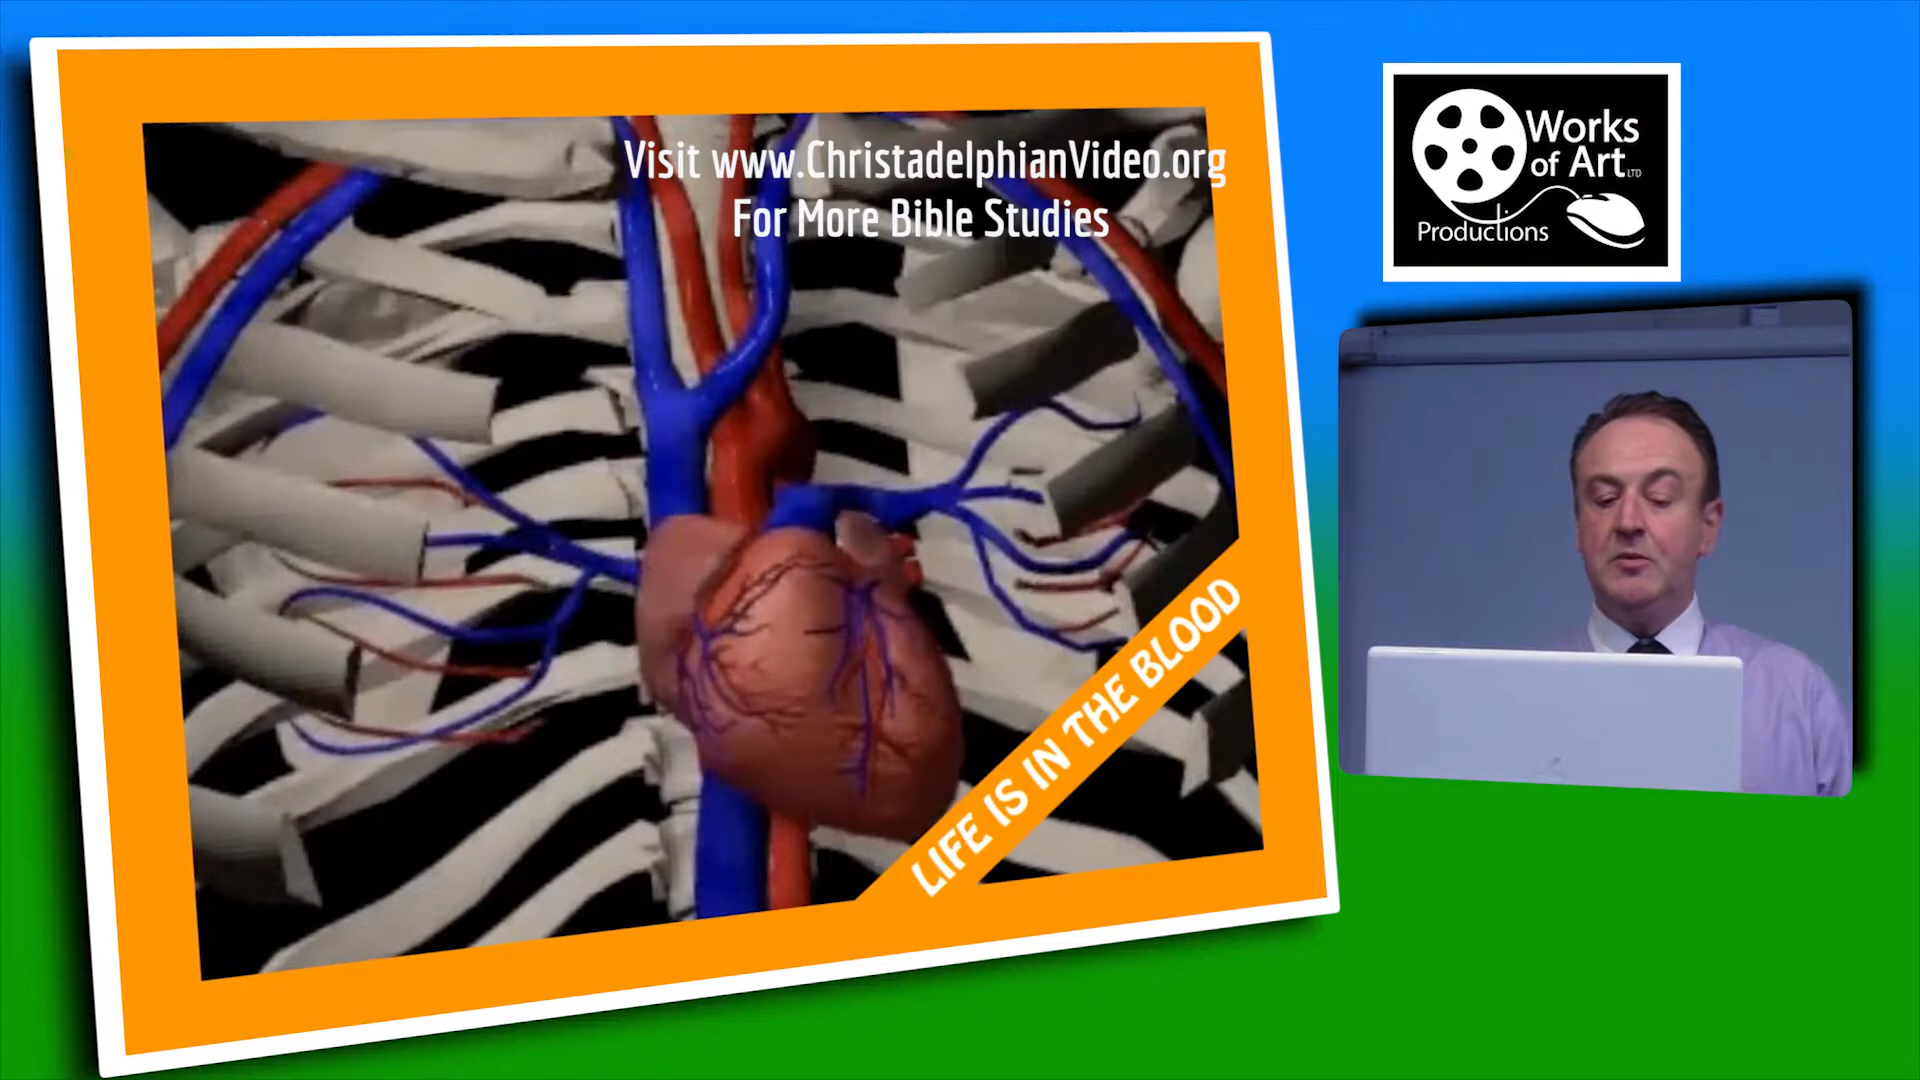 Visit www.ChristadelphianVideo.org
For More Bible Studies
LIFE IS IN THE BLOOD
Works
of Art LTD
Productions